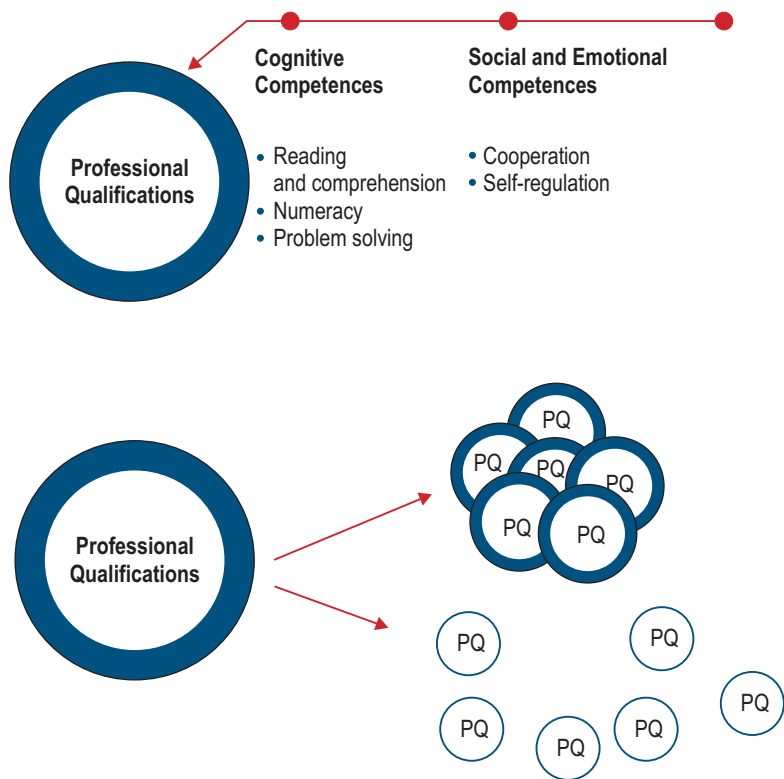 Cognitive
Competences
Social and Emotional
Competences
Professional
Qualifications
• Reading
and comprehension
• Numeracy
• Problem solving
• Cooperation
• Self-regulation
Professional
Qualifications
PQ
PQ
PQ
PQ
PQ
PQ
PQ
PQ
PQ
PQ
PQ
PQ